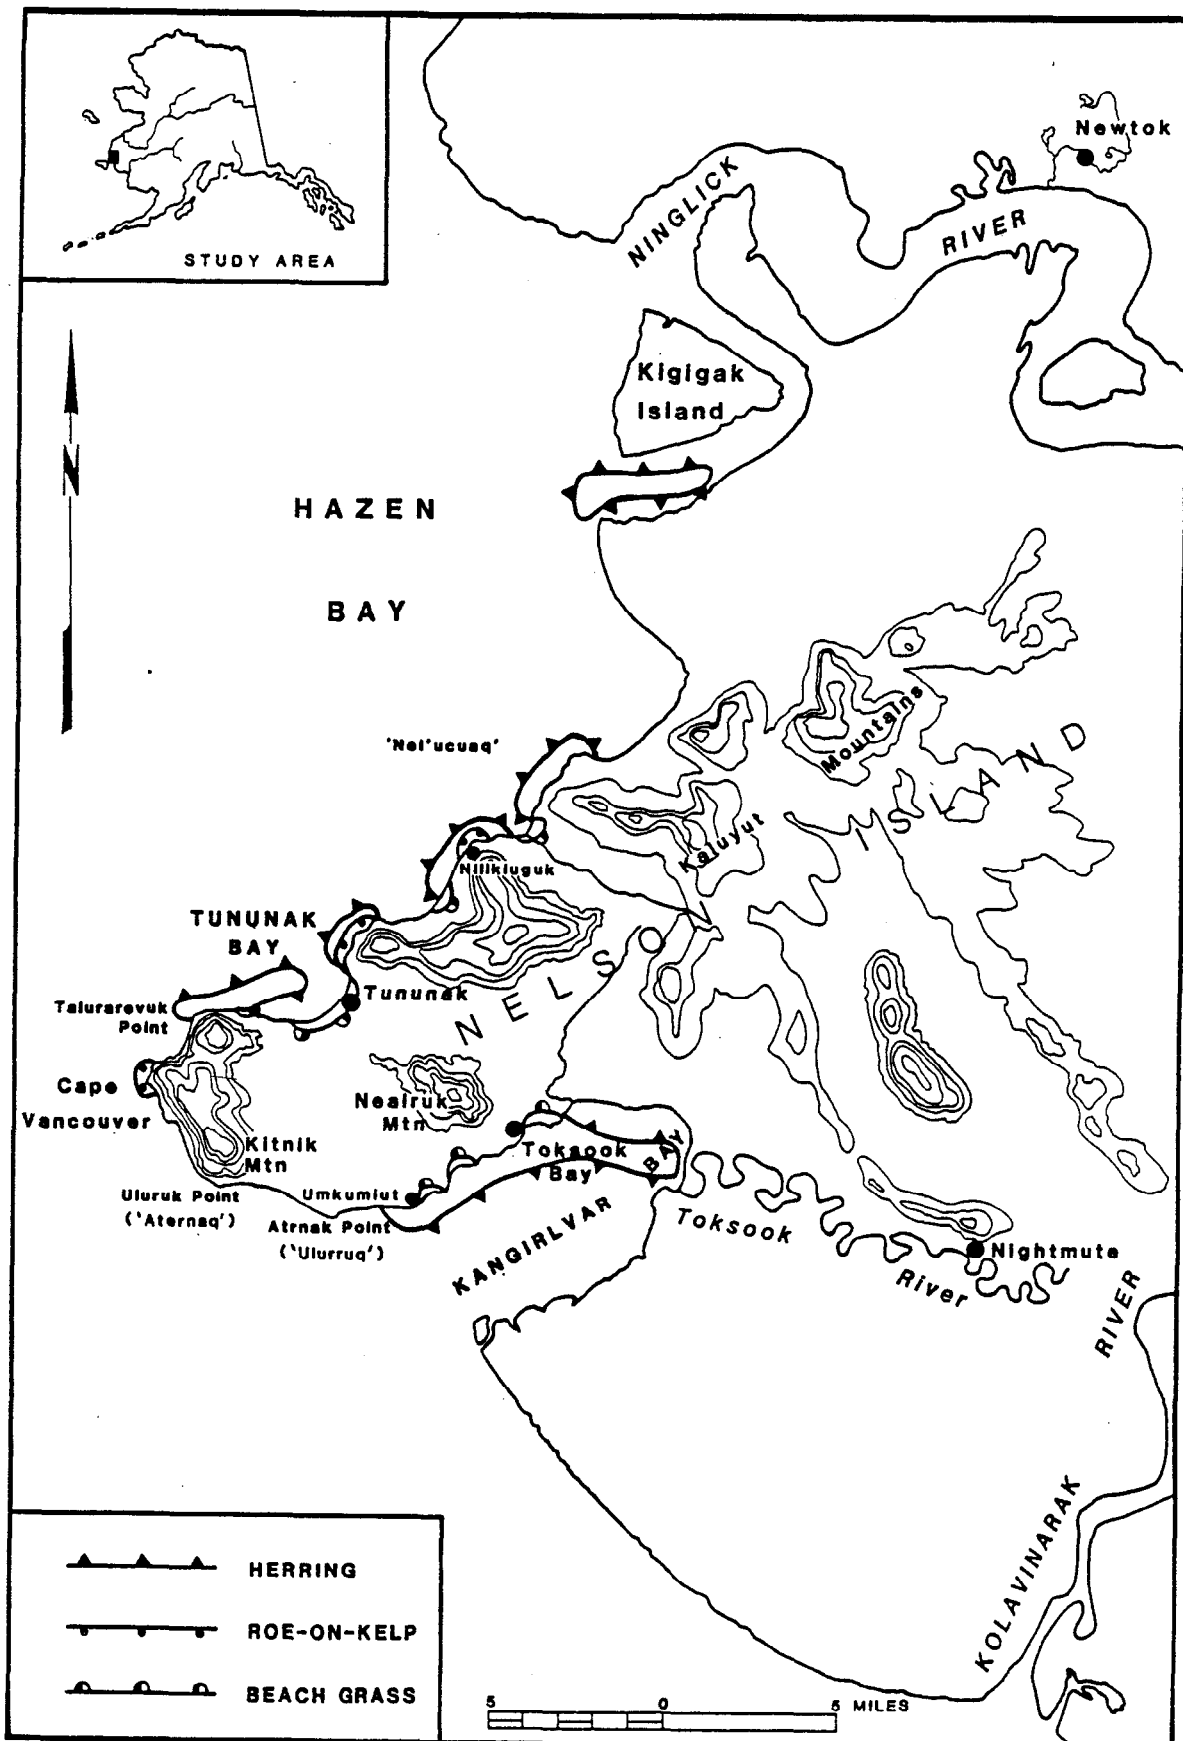 STUDY AREA
Newtok
NINGLICK
RIVER
N
Kigigak
Island
HAZEN
BAY
'Nel'ucuaq'
Mountains
Kaluyut
NELSON ISLAND
Nilikluguk
TUNUNAK
BAY
Tununak
Talurarevuk
Point
Cape
Vancouver
Nealruk
Mtn
Kitnik
Mtn
Toksook
Bay
Uluruk Point
('Aternaq')
Umkumiut
Atrnak Point
('Ulurruq')
KANGIRLVAR BAY
Toksook
River
Nightmute
KOLAVINARAK RIVER
HERRING
ROE-ON-KELP
BEACH GRASS
5 0 5 MILES